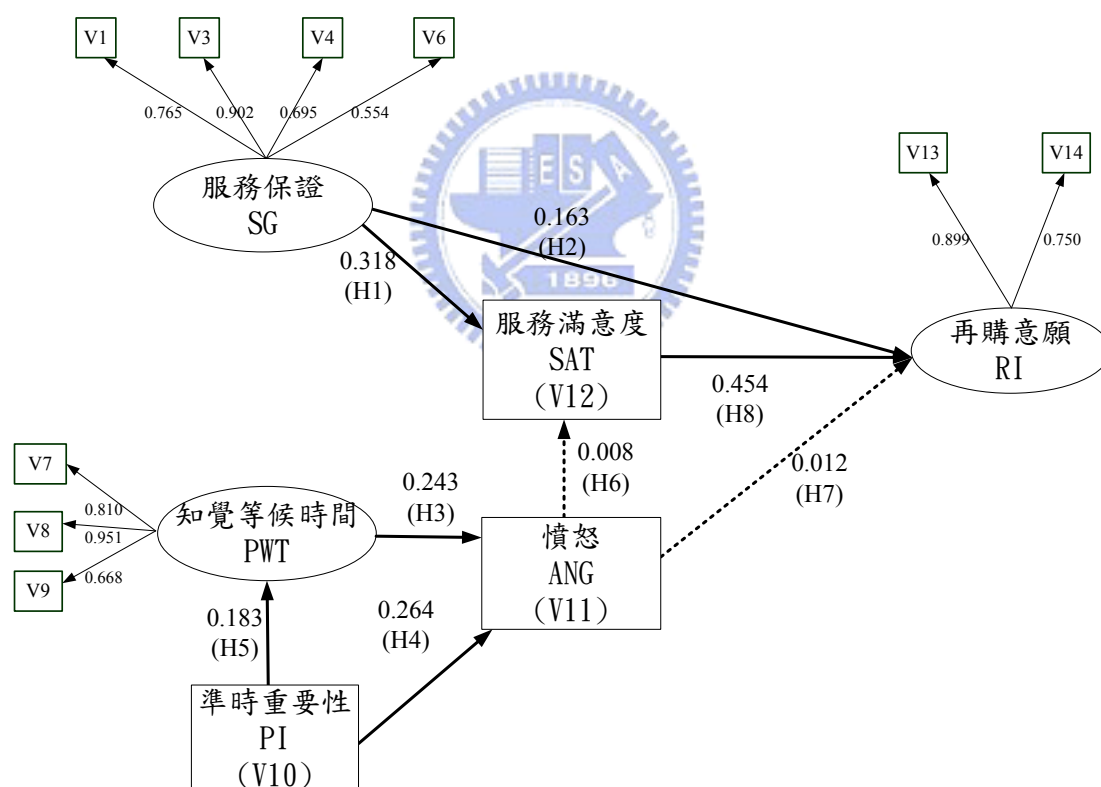 V1
V3
V4
V6
0.765
0.902
0.695
0.554
服務保證
SG
V13
V14
0.899
0.750
再購意願
RI
ESA
1896
0.163
(H2)
0.318
(H1)
服務滿意度
SAT
(V12)
0.454
(H8)
0.008
(H6)
0.012
(H7)
V7
V8
V9
0.810
0.951
0.668
知覺等候時間
PWT
0.243
(H3)
憤怒
ANG
(V11)
0.183
(H5)
0.264
(H4)
準時重要性
PI
(V10)